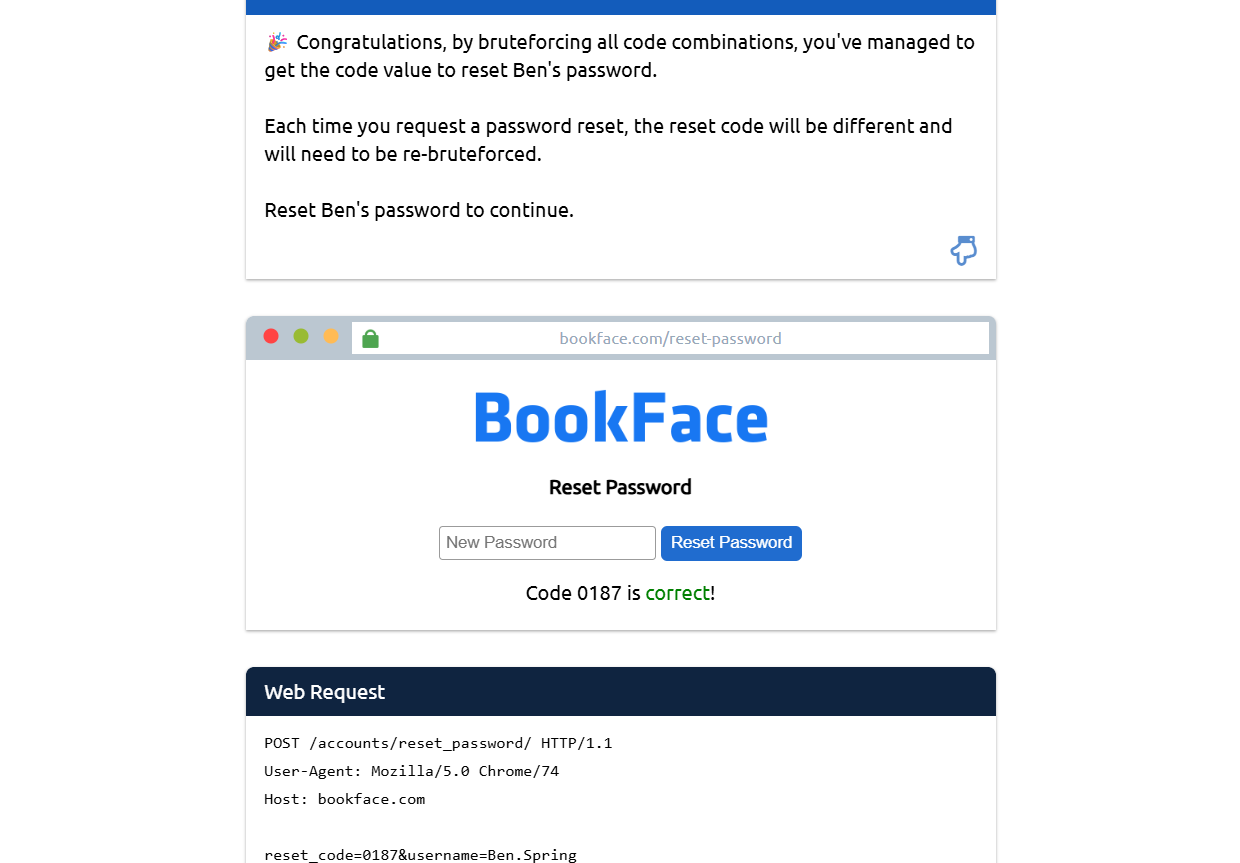 🎉 Congratulations, by bruteforcing all code combinations, you've managed to
get the code value to reset Ben's password.
Each time you request a password reset, the reset code will be different and
will need to be re-bruteforced.
Reset Ben's password to continue.
bookface.com/reset-password
BookFace
Reset Password
New Password Reset Password
Code 0187 is correct!
Web Request
POST /accounts/reset_password/ HTTP/1.1
User-Agent: Mozilla/5.0 Chrome/74
Host: bookface.com
reset_code=0187&username=Ben.Spring